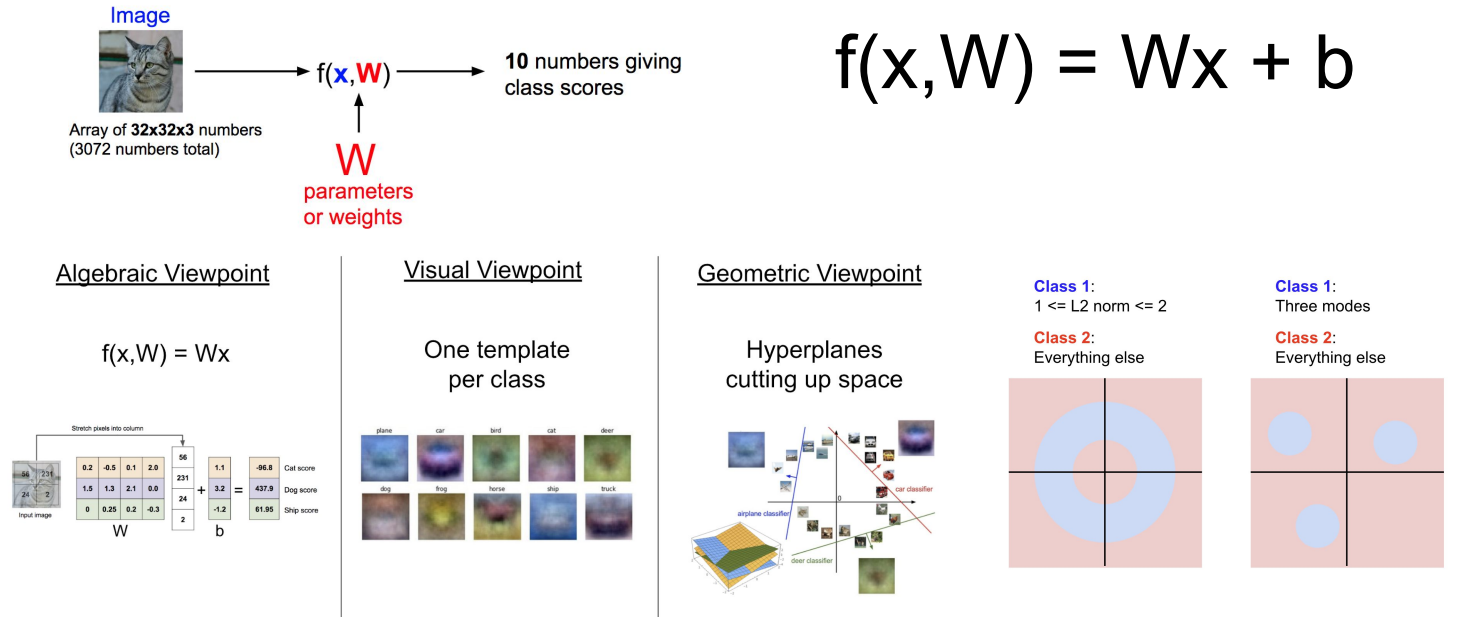 Image
f(x,W)
10 numbers giving
class scores
Array of 32x32x3 numbers
(3072 numbers total)
W
parameters
or weights
f(x,W) = Wx + b
Algebraic Viewpoint
f(x,W) = Wx
Stretch pixels into column
56 231
24 2
Input image
0.2 -0.5 0.1 2.0
1.5 1.3 2.1 0.0
0 0.25 0.2 -0.3
W
56
231
24
2
+
1.1
3.2
-1.2
b
=
-96.8 Cat score
437.9 Dog score
61.95 Ship score
Visual Viewpoint
One template
per class
plane car bird cat deer
dog frog horse ship truck
Geometric Viewpoint
Hyperplanes
cutting up space
car classifier
0
airplane classifier
deer classifier
Class 1:
1 <= L2 norm <= 2
Class 2:
Everything else
Class 1:
Three modes
Class 2:
Everything else